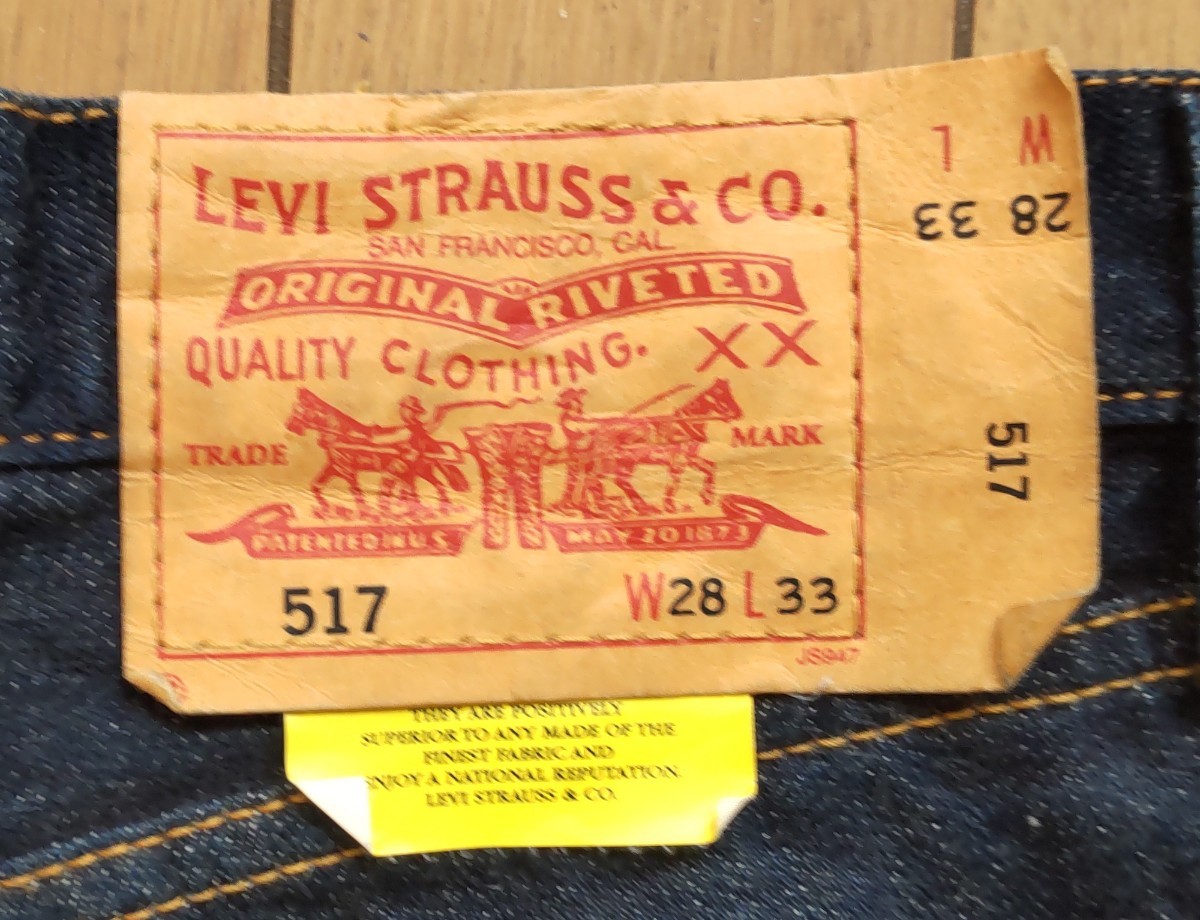 LEVI STRAUSS & CO.
SAN FRANCISCO, CAL.
ORIGINAL RIVETED
QUALITY CLOTHING. XX
TRADE MARK
PATENTED IN U.S. MAY 20 1873
517 W28 L33
JS947
W L
28 33
517
THEY ARE POSITIVELY
SUPERIOR TO ANY MADE OF THE
FINEST FABRIC AND
ENJOY A NATIONAL REPUTATION.
LEVI STRAUSS & CO.